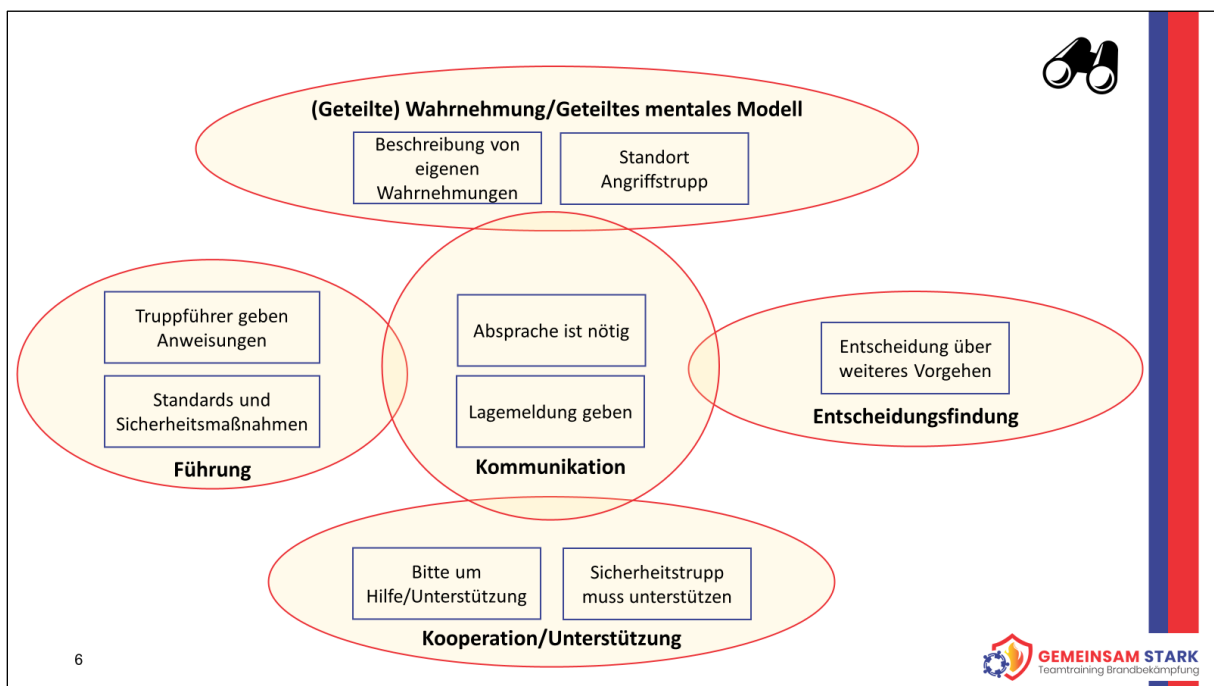 (Geteilte) Wahrnehmung/Geteiltes mentales Modell
Beschreibung von
eigenen
Wahrnehmungen
Standort
Angriffstrupp
Truppführer geben
Anweisungen
Standards und
Sicherheitsmaßnahmen
Führung
Absprache ist nötig
Lagemeldung geben
Kommunikation
Entscheidung über
weiteres Vorgehen
Entscheidungsfindung
Bitte um
Hilfe/Unterstützung
Sicherheitstrupp
muss unterstützen
Kooperation/Unterstützung
6
GEMEINSAM STARK
Teamtraining Brandbekämpfung